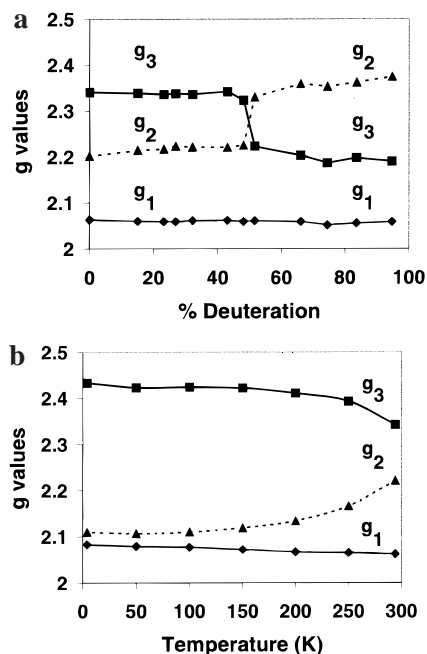 a
g values
2.5
2.4
2.3
2.2
2.1
2
g3
g2
g1
g2
g3
g1
0
20
40
60
80
100
% Deuteration
b
g values
2.5
2.4
2.3
2.2
2.1
2
g3
g2
g1
0
50
100
150
200
250
300
Temperature (K)